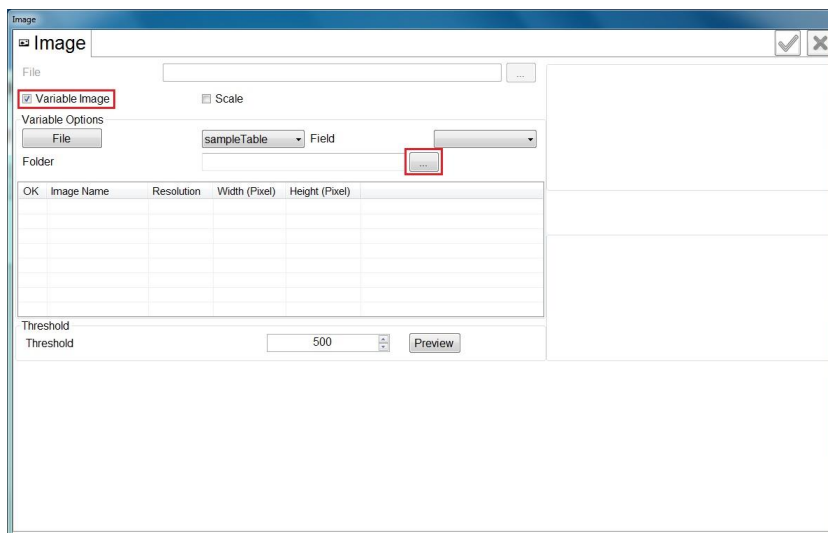 Image
Image
File ...
Variable Image Scale
Variable Options
File sampleTable Field
Folder ...
OK Image Name Resolution Width (Pixel) Height (Pixel)
Threshold
Threshold 500 Preview